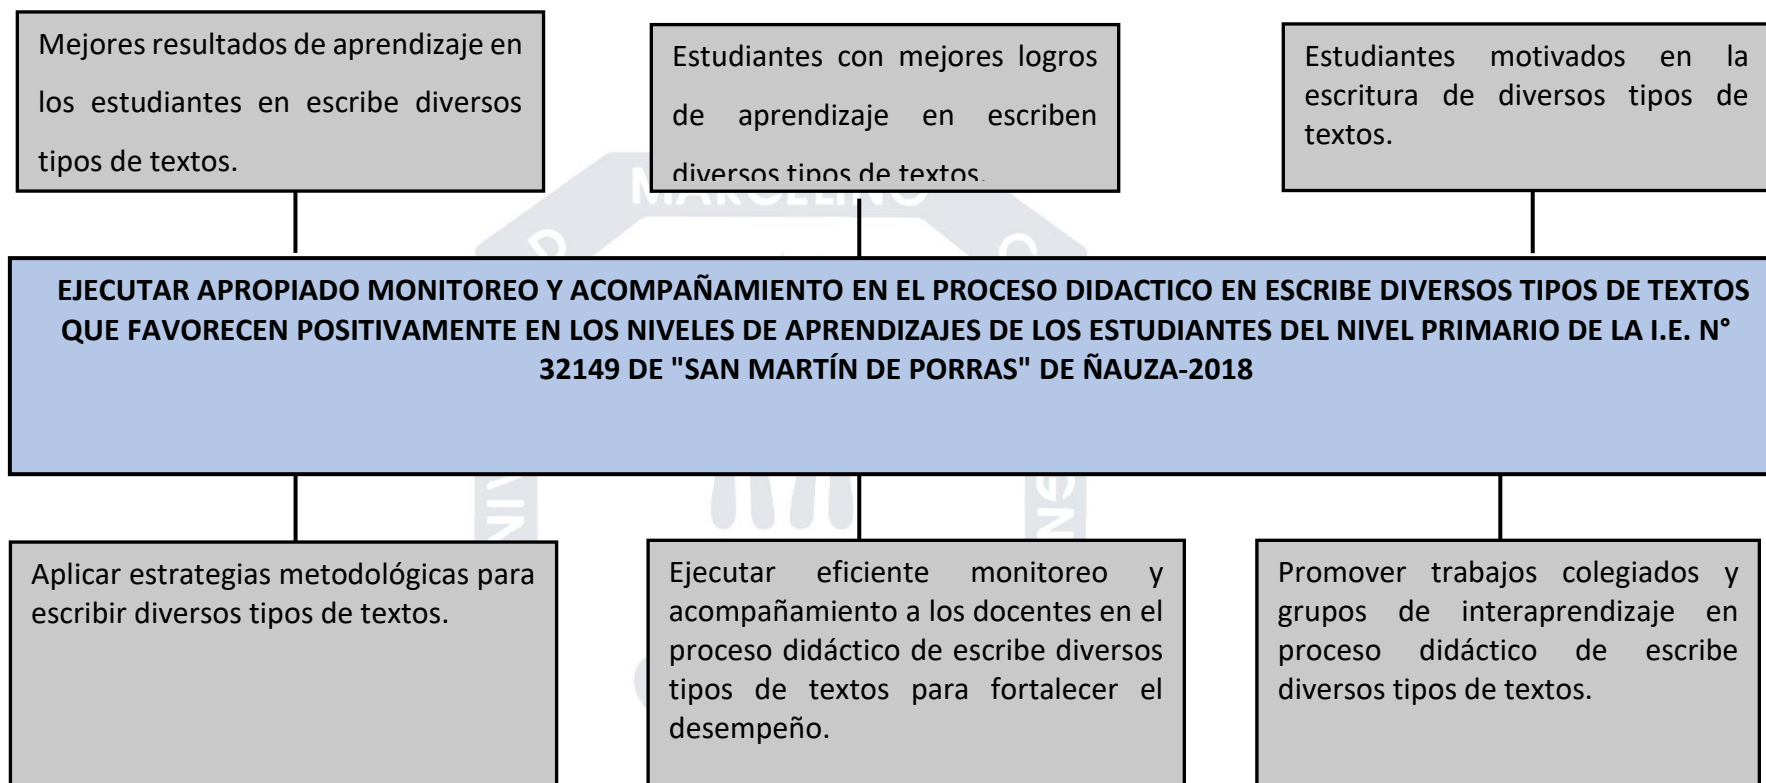 Mejores resultados de aprendizaje en
los estudiantes en escribe diversos
tipos de textos.
Estudiantes con mejores logros
de aprendizaje en escriben
diversos tipos de textos.
Estudiantes motivados en la
escritura de diversos tipos de
textos.
MARCELINO
EJECUTAR APROPIADO MONITOREO Y ACOMPAÑAMIENTO EN EL PROCESO DIDACTICO EN ESCRIBE DIVERSOS TIPOS DE TEXTOS
QUE FAVORECEN POSITIVAMENTE EN LOS NIVELES DE APRENDIZAJES DE LOS ESTUDIANTES DEL NIVEL PRIMARIO DE LA I.E. N°
32149 DE "SAN MARTÍN DE PORRAS" DE ÑAUZA-2018
Aplicar estrategias metodológicas para
escribir diversos tipos de textos.
Ejecutar eficiente monitoreo y
acompañamiento a los docentes en el
proceso didáctico de escribe diversos
tipos de textos para fortalecer el
desempeño.
Promover trabajos colegiados y
grupos de interaprendizaje en
proceso didáctico de escribe
diversos tipos de textos.